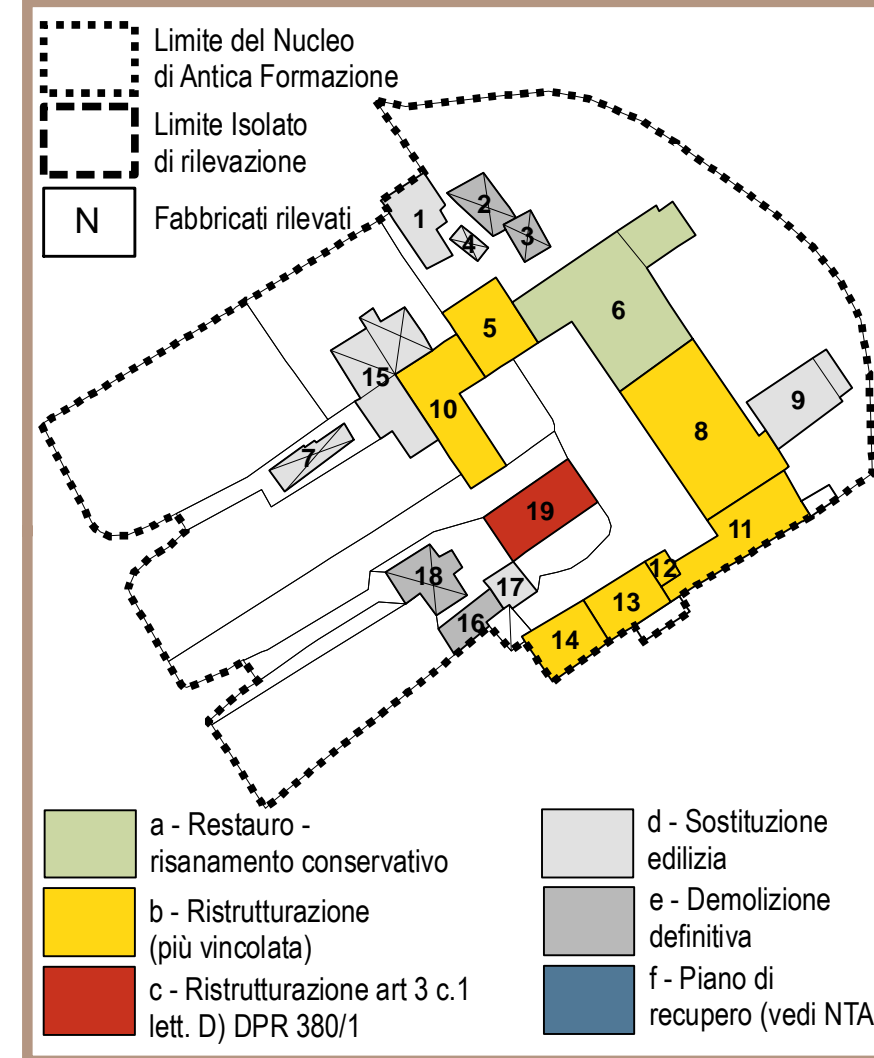 Limite del Nucleo
di Antica Formazione
Limite Isolato
di rilevazione
N
Fabbricati rilevati
1
2
3
4
5
6
7
8
9
10
11
12
13
14
15
16
17
18
19
a - Restauro -
risanamento conservativo
b - Ristrutturazione
(più vincolata)
c - Ristrutturazione art 3 c.1
lett. D) DPR 380/1
d - Sostituzione
edilizia
e - Demolizione
definitiva
f - Piano di
recupero (vedi NTA